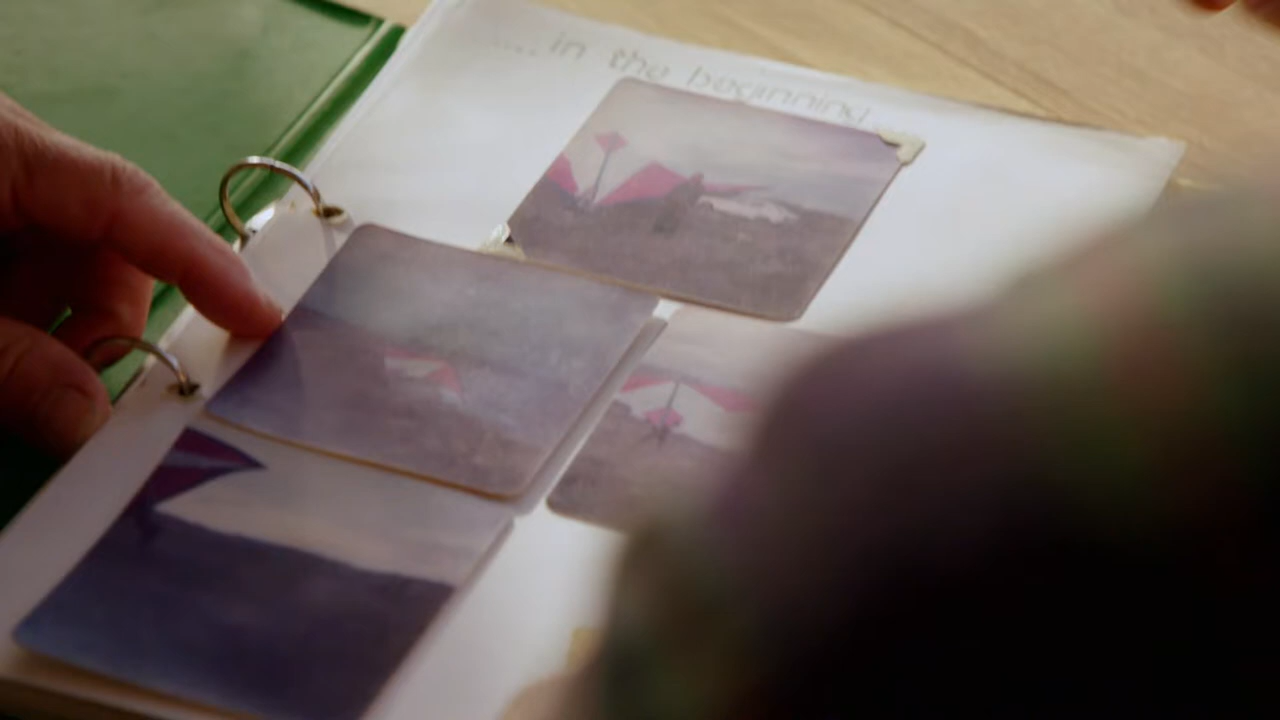 .... in the beginning